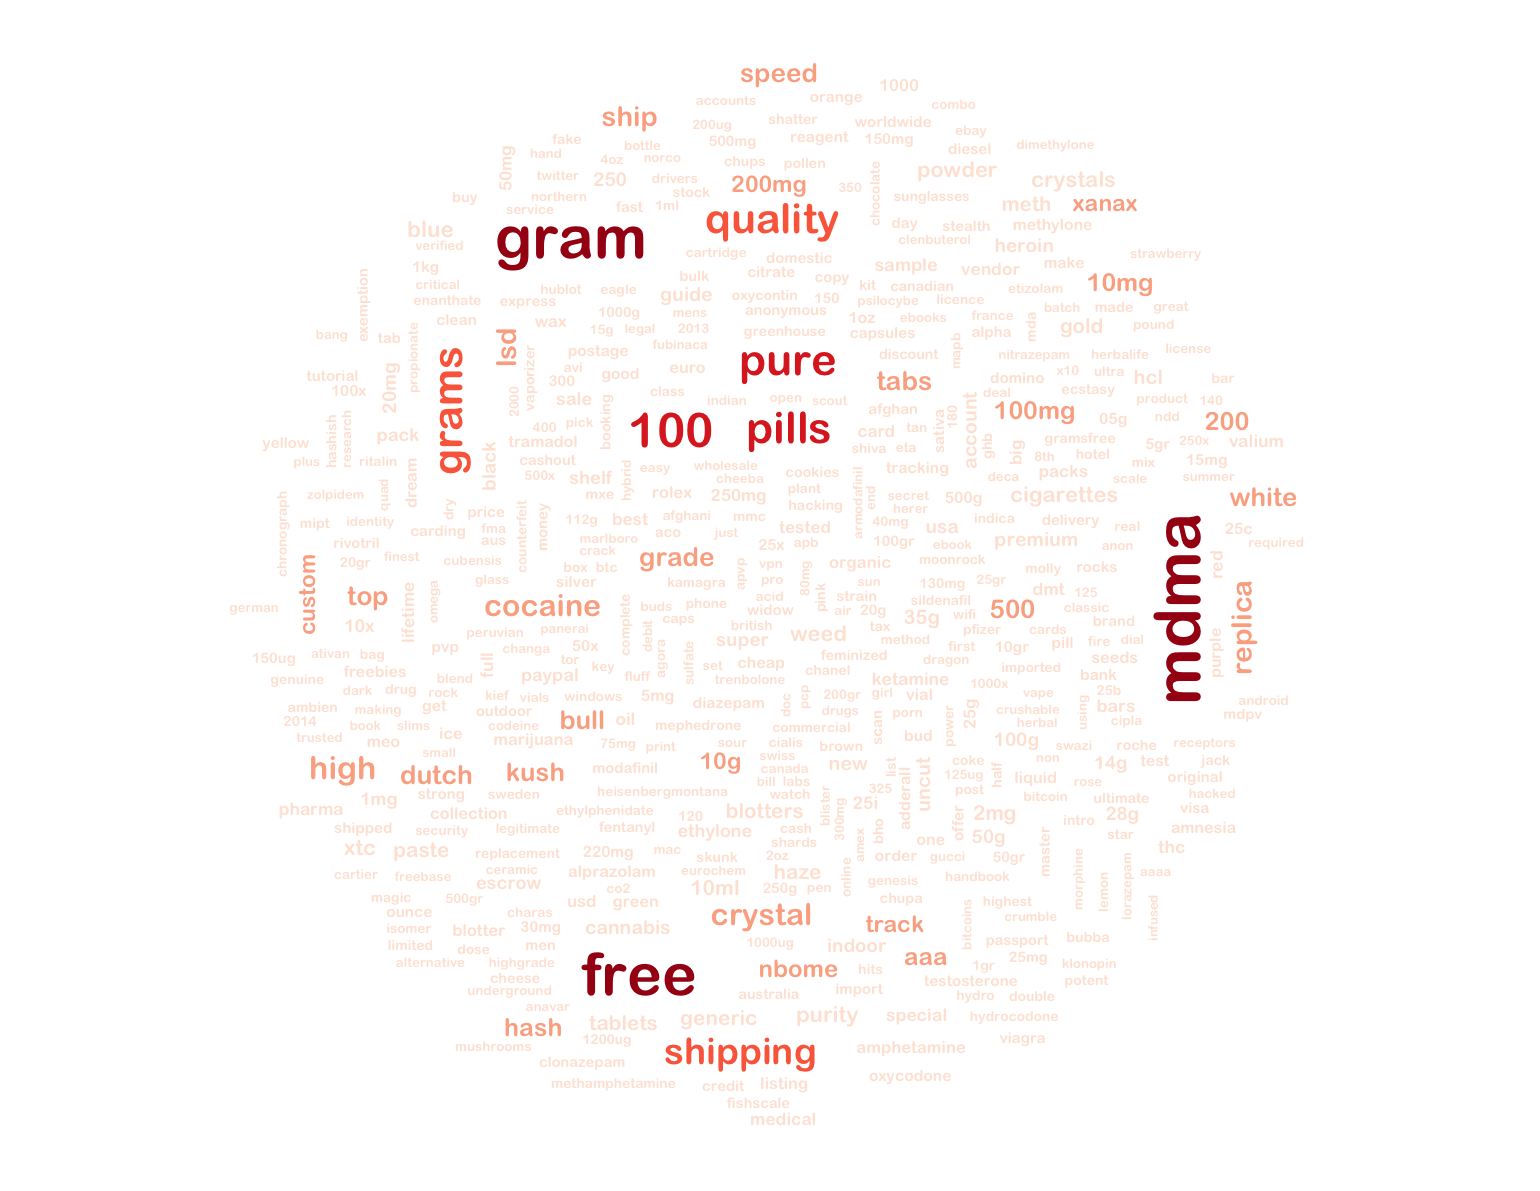 speed
1000
accounts
orange
combo
ship
200ug
shatter
worldwide
ebay
fake
bottle
500mg
reagent
150mg
diesel
dimethylone
hand
4oz
norco
chups
pollen
50mg
twitter
250
drivers
200mg
350
chocolate
powder
crystals
buy
northern
stock
sunglasses
meth
xanax
service
fast
1ml
quality
day
stealth
methylone
blue
verified
gram
clenbuterol
heroin
cartridge
domestic
strawberry
1kg
citrate
copy
sample
vendor
make
critical
bulk
kit
canadian
etizolam
10mg
exemption
enanthate
express
hublot
eagle
guide
oxycontin
150
psilocybe
licence
batch
made
great
clean
wax
1000g
mens
anonymous
1oz
ebooks
france
gold
pound
bang
tab
propionate
lsd
15g
legal
2013
greenhouse
capsules
alpha
mda
postage
fubinaca
pure
discount
mapb
nitrazepam
herbalife
license
tutorial
100x
20mg
grams
vaporizer
avi
300
good
euro
tabs
domino
x10
ultra
hcl
bar
2000
sale
class
indian
open
scout
afghan
account
deal
ecstasy
product
140
yellow
hashish
research
pack
400
pick
booking
100
pills
card
tan
sativa
180
100mg
05g
ndd
200
tramadol
shiva
eta
ghb
big
gramsfree
5gr
250x
valium
plus
ritalin
black
cashout
easy
wholesale
cookies
tracking
8th
hotel
mix
15mg
zolpidem
quad
dream
500x
shelf
hybrid
cheeba
plant
armodafinil
end
deca
packs
scale
summer
chronograph
dry
mxe
rolex
250mg
hacking
secret
herer
500g
cigarettes
white
mipt
identity
price
counterfeit
money
112g
best
afghani
mmc
tested
40mg
usa
indica
delivery
real
mdma
25c
rivotril
carding
fma
aus
marlboro
aco
just
100gr
ebook
premium
anon
required
20gr
finest
cubensis
crack
grade
25x
apb
organic
moonrock
molly
rocks
red
custom
glass
box
btc
apvp
vpn
80mg
silver
kamagra
pro
pink
sun
130mg
25gr
dmt
125
replica
german
top
lifetime
omega
cocaine
complete
buds
phone
acid
widow
strain
sildenafil
500
classic
10x
caps
air
20g
35g
wifi
brand
peruvian
panerai
debit
british
tax
pfizer
cards
pvp
changa
50x
agora
sulfate
super
weed
method
first
10gr
pill
fire
dial
purple
150ug
ativan
bag
full
tor
key
set
cheap
feminized
dragon
imported
seeds
genuine
freebies
blend
paypal
fluff
trenbolone
chanel
ketamine
1000x
bank
dark
drug
rock
kief
vials
windows
5mg
doc
pcp
200gr
girl
vial
vape
using
25b
android
ambien
making
get
outdoor
diazepam
drugs
porn
25g
crushable
bars
2014
book
slims
codeine
bull
oil
mephedrone
commercial
scan
power
herbal
cipla
mdpv
trusted
meo
ice
marijuana
75mg
print
sour
cialis
brown
bud
100g
swazi
roche
receptors
small
swiss
list
coke
non
14g
test
jack
high
dutch
kush
modafinil
10g
canada
new
adderall
uncut
125ug
half
liquid
rose
original
bill
labs
1mg
strong
sweden
heisenbergmontana
watch
325
post
bitcoin
ultimate
hacked
pharma
collection
ethylphenidate
120
blotters
blister
300mg
25i
offer
2mg
intro
28g
visa
shipped
security
legitimate
fentanyl
ethylone
cash
amex
bho
one
50g
master
star
amnesia
xtc
paste
replacement
220mg
mac
skunk
shards
2oz
online
order
gucci
50gr
thc
cartier
freebase
ceramic
alprazolam
eurochem
haze
handbook
morphine
lemon
lorazepam
aaaa
magic
500gr
escrow
co2
10ml
250g
pen
genesis
ounce
charas
usd
green
chupa
highest
infused
isomer
blotter
30mg
cannabis
crystal
track
bitcoins
crumble
limited
dose
men
1000ug
indoor
passport
bubba
alternative
highgrade
aaa
25mg
cheese
free
nbome
hits
1gr
klonopin
underground
testosterone
potent
anavar
australia
import
hydro
double
hash
tablets
generic
purity
special
hydrocodone
mushrooms
1200ug
viagra
clonazepam
shipping
amphetamine
methamphetamine
credit
listing
oxycodone
fishscale
medical